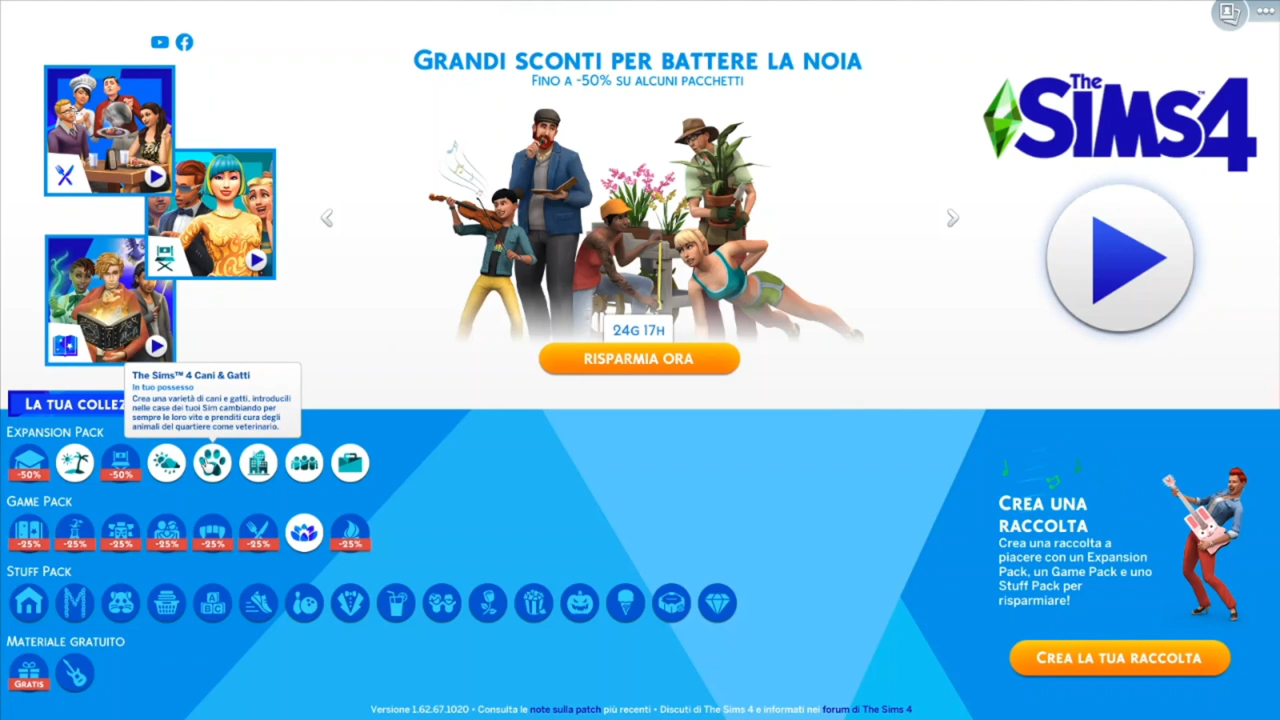 GRANDI SCONTI PER BATTERE LA NOIA
FINO A -50% SU ALCUNI PACCHETTI
The SIMS 4™
24G 17H
RISPARMIA ORA
The Sims™ 4 Cani & Gatti
In tuo possesso
Crea una varietà di cani e gatti, introducili
nelle case dei tuoi Sim cambiando per
sempre le loro vite e prenditi cura degli
animali del quartiere come veterinario.
LA TUA COLLEZ
EXPANSION PACK
-50%
-50%
GAME PACK
-25%
-25%
-25%
-25%
-25%
-25%
-25%
STUFF PACK
MATERIALE GRATUITO
GRATIS
CREA UNA
RACCOLTA
Crea una raccolta a
piacere con un Expansion
Pack, un Game Pack e uno
Stuff Pack per
risparmiare!
CREA LA TUA RACCOLTA
Versione 1.62.67.1020 • Consulta le note sulla patch più recenti • Discuti di The Sims 4 e informati nei forum di The Sims 4